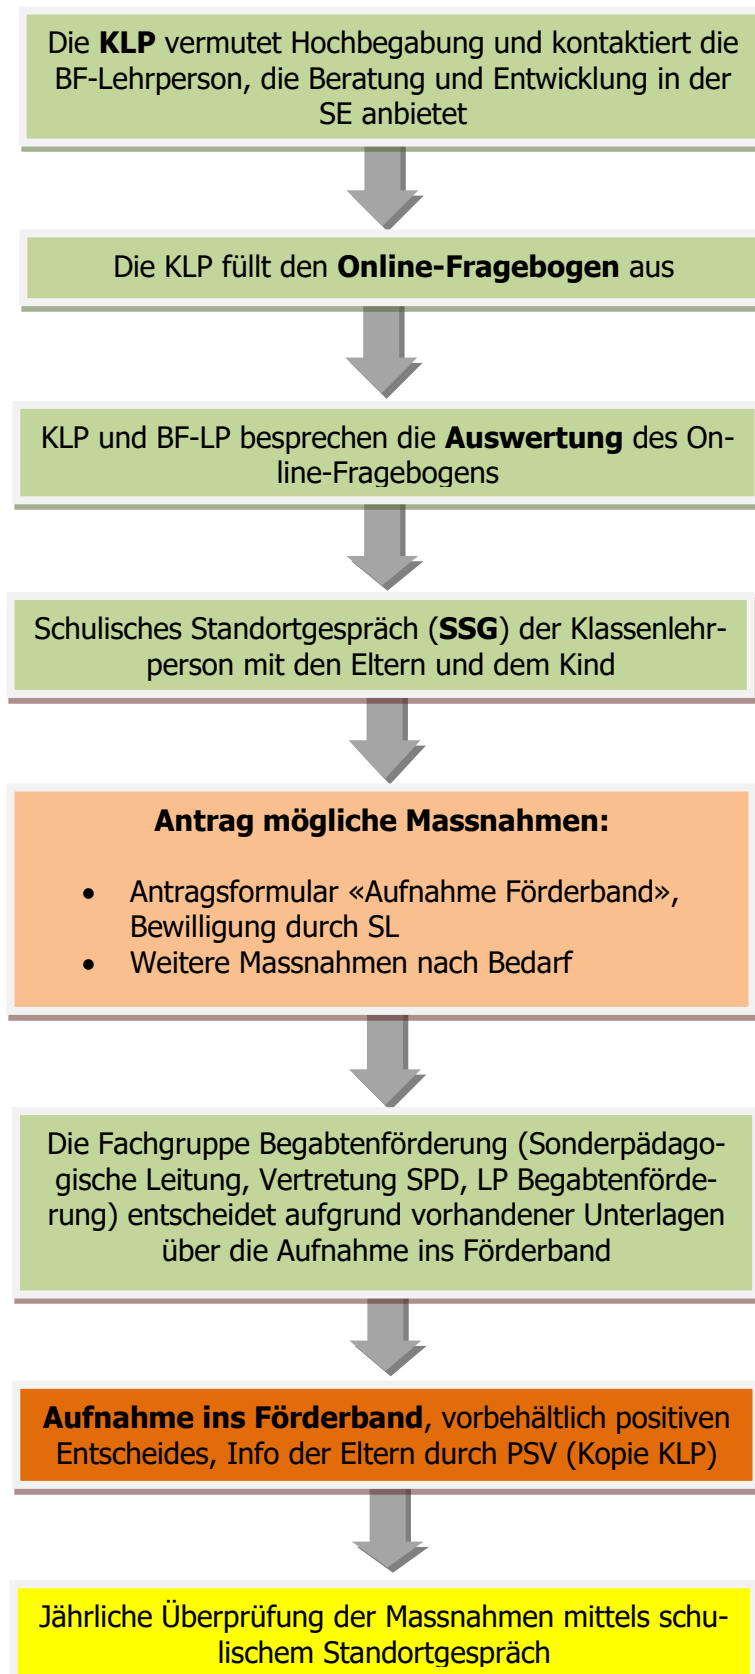 Die KLP vermutet Hochbegabung und kontaktiert die
BF-Lehrperson, die Beratung und Entwicklung in der
SE anbietet
Die KLP füllt den Online-Fragebogen aus
KLP und BF-LP besprechen die Auswertung des On-
line-Fragebogens
Schulisches Standortgespräch (SSG) der Klassenlehr-
person mit den Eltern und dem Kind
Antrag mögliche Massnahmen:
• Antragsformular «Aufnahme Förderband»,
Bewilligung durch SL
• Weitere Massnahmen nach Bedarf
Die Fachgruppe Begabtenförderung (Sonderpädago-
gische Leitung, Vertretung SPD, LP Begabtenförde-
rung) entscheidet aufgrund vorhandener Unterlagen
über die Aufnahme ins Förderband
Aufnahme ins Förderband, vorbehältlich positiven
Entscheides, Info der Eltern durch PSV (Kopie KLP)
Jährliche Überprüfung der Massnahmen mittels schu-
lischem Standortgespräch